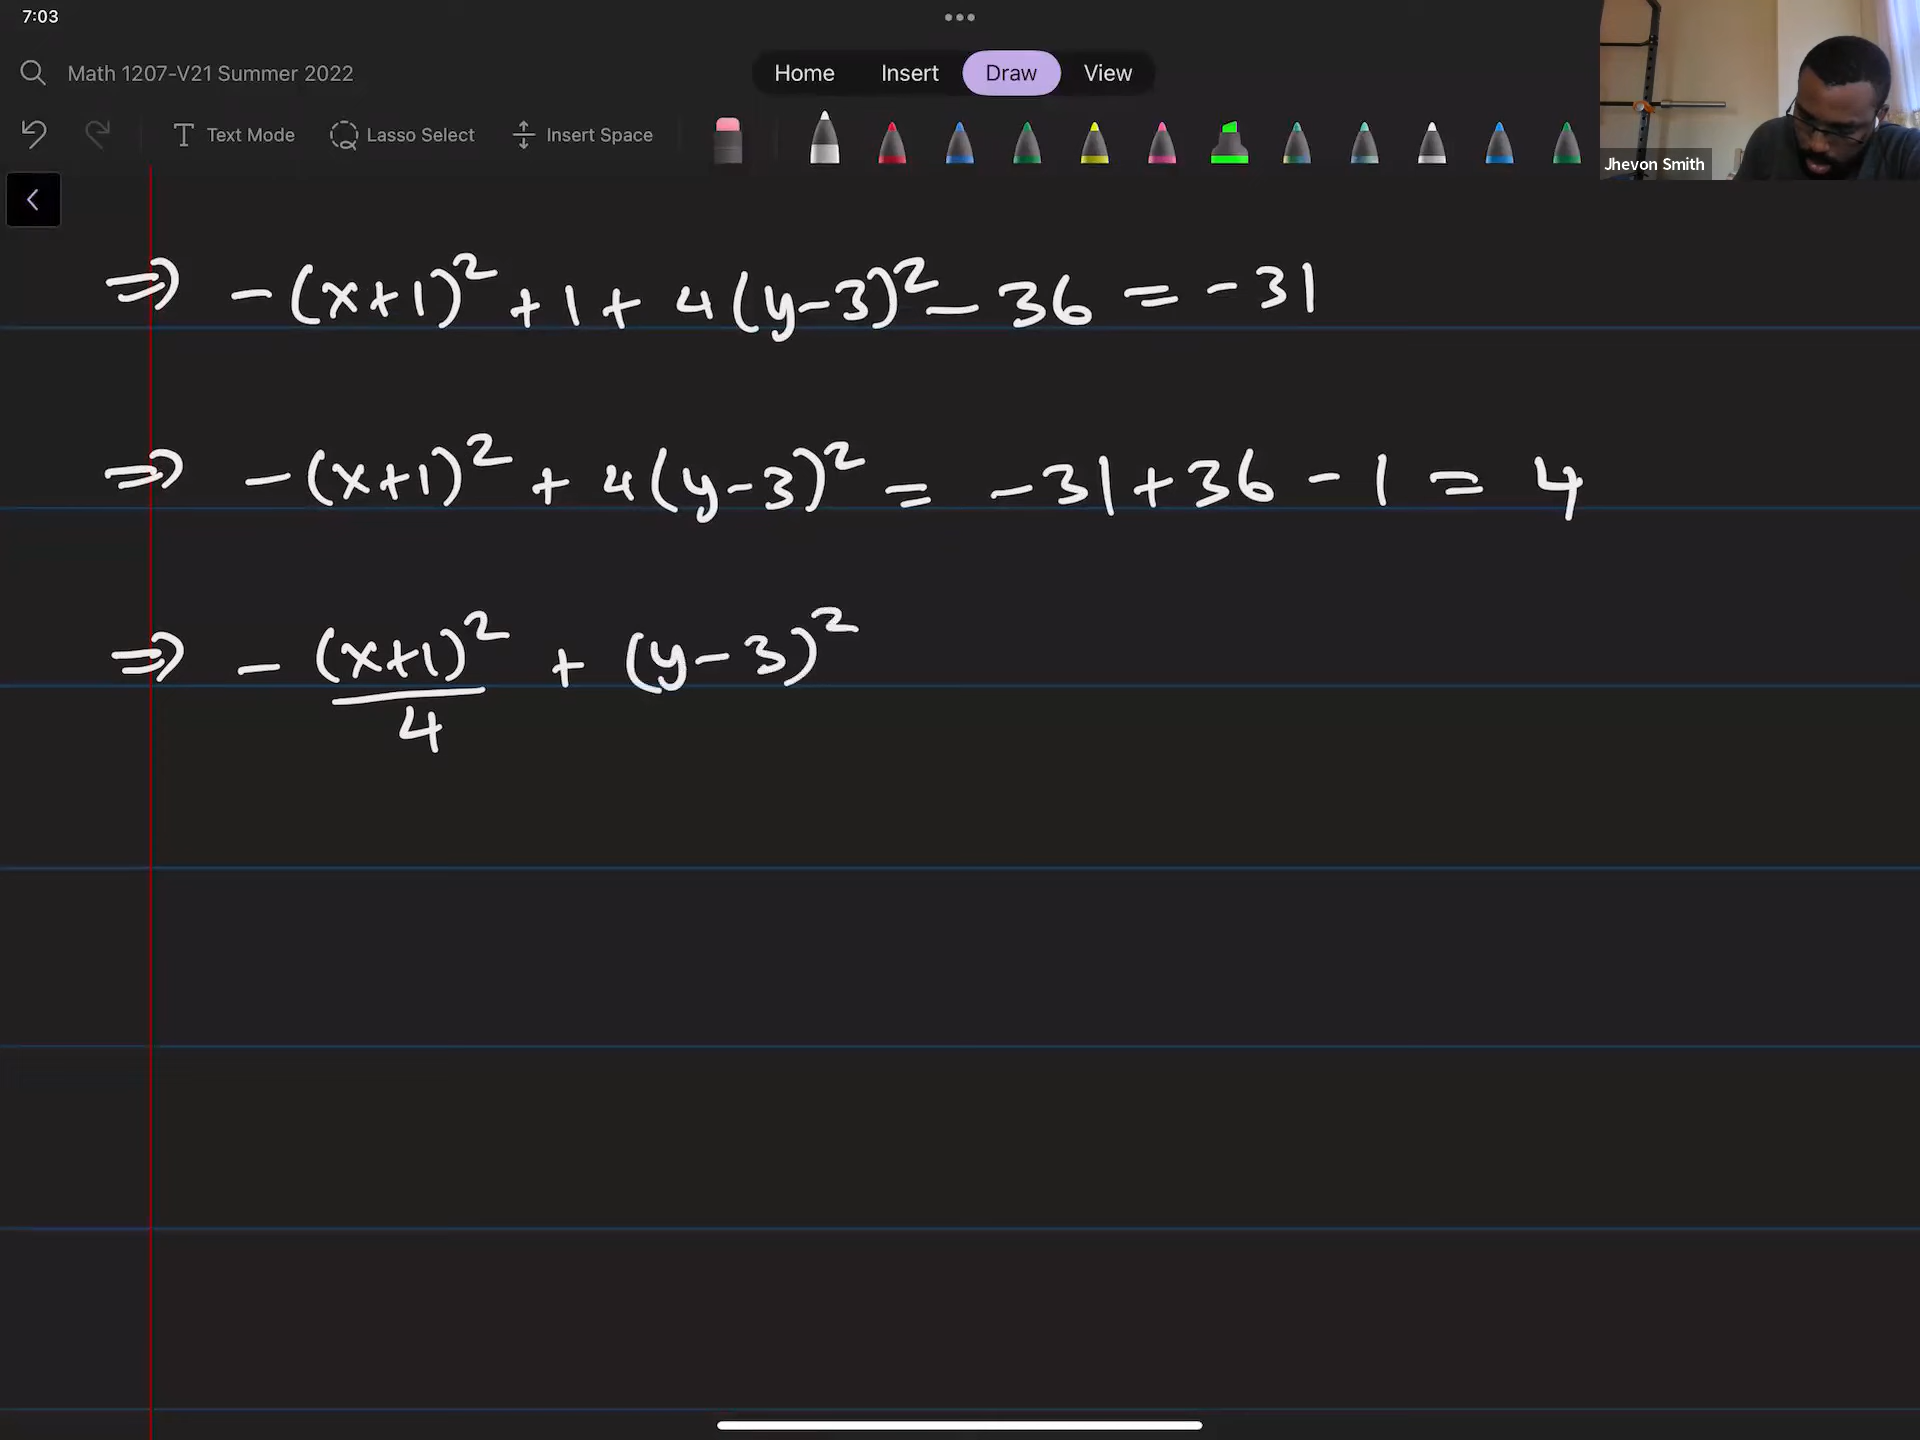 7:03
Math 1207-V21 Summer 2022
Home Insert Draw View
Text Mode Lasso Select Insert Space
Jhevon Smith
⇒ -(x+1)² + 1 + 4(y-3)² - 36 = -31
⇒ -(x+1)² + 4(y-3)² = -31 + 36 - 1 = 4
⇒ -(x+1)²/4 + (y-3)²